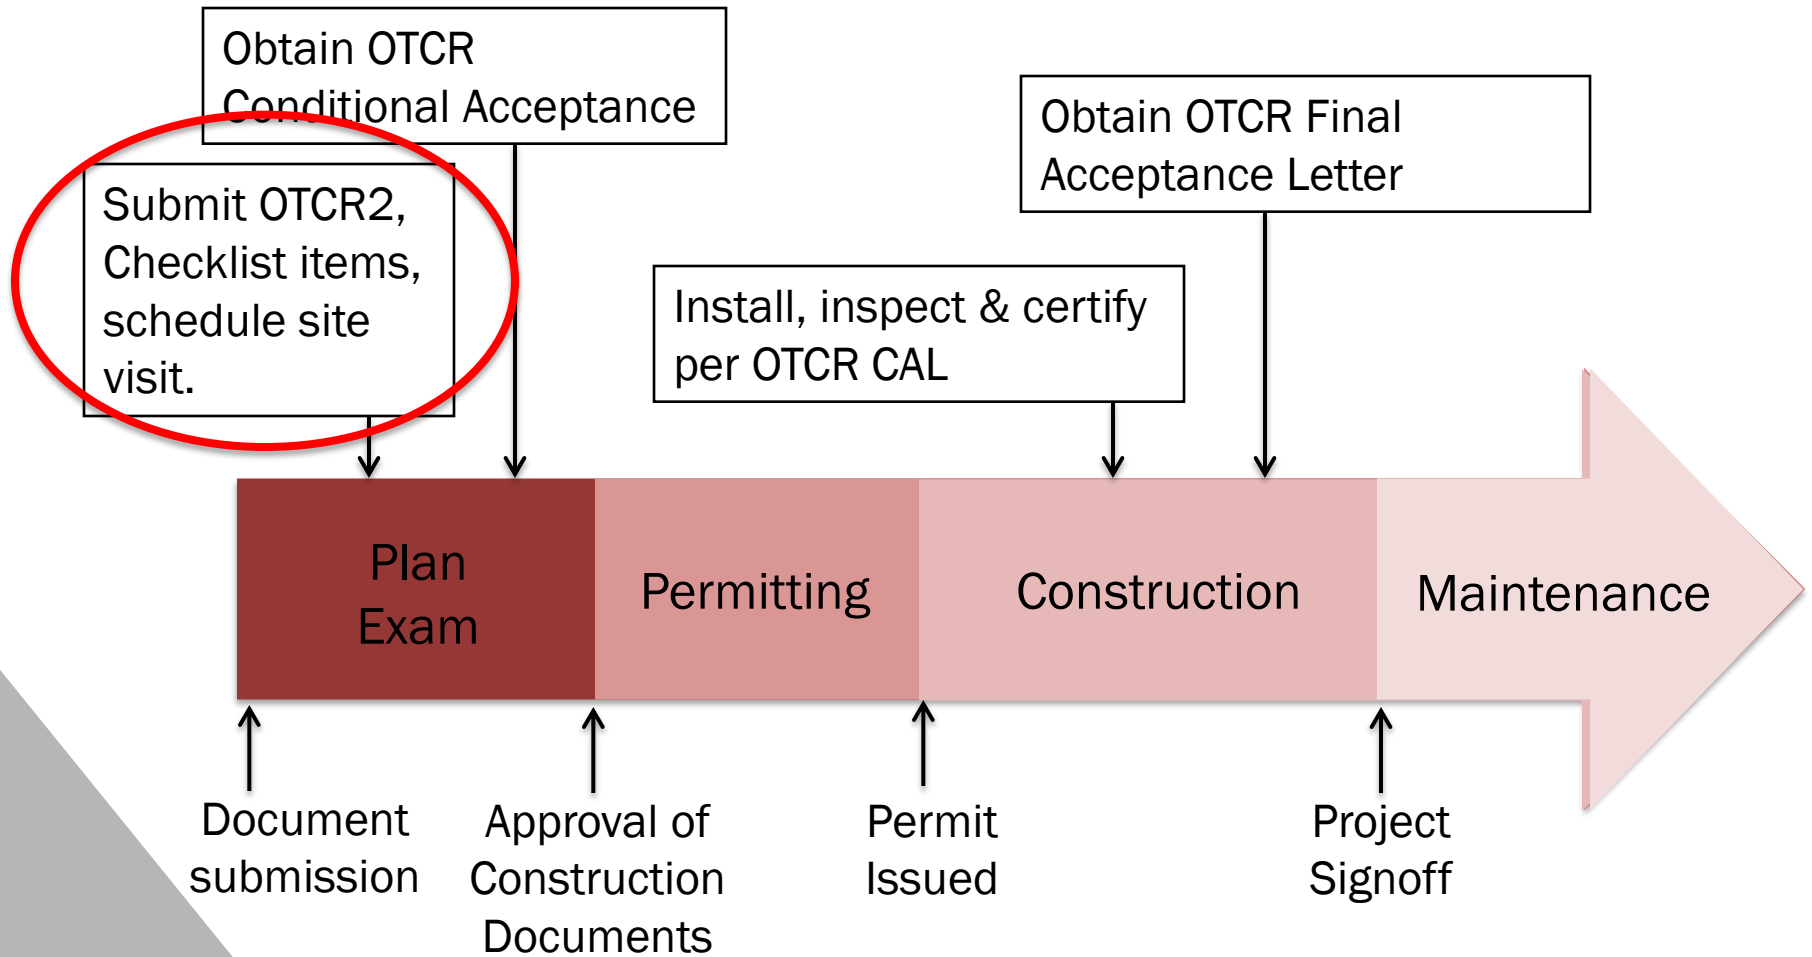 Obtain OTCR
Conditional Acceptance
Submit OTCR2,
Checklist items,
schedule site
visit.
Obtain OTCR Final
Acceptance Letter
Install, inspect & certify
per OTCR CAL
Plan
Exam
Permitting
Construction
Maintenance
Document
submission
Approval of
Construction
Documents
Permit
Issued
Project
Signoff